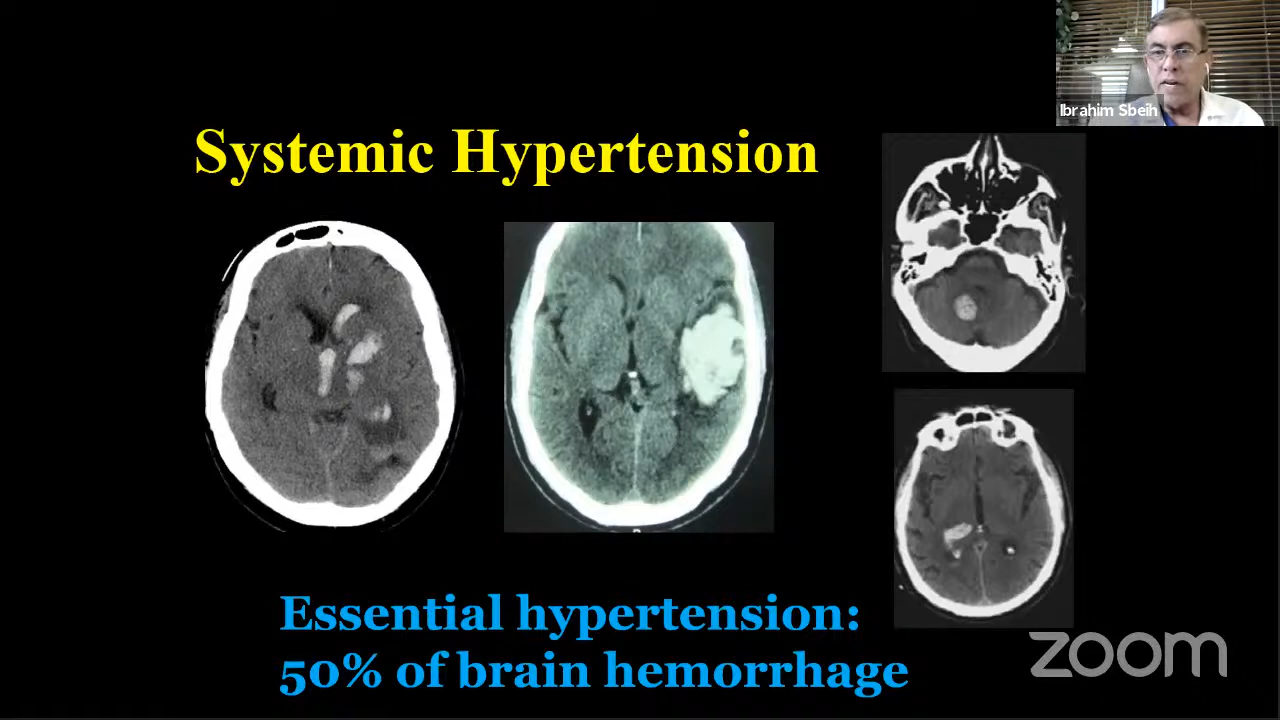 Ibrahim Sbeih
Systemic Hypertension
Essential hypertension:
50% of brain hemorrhage
zoom